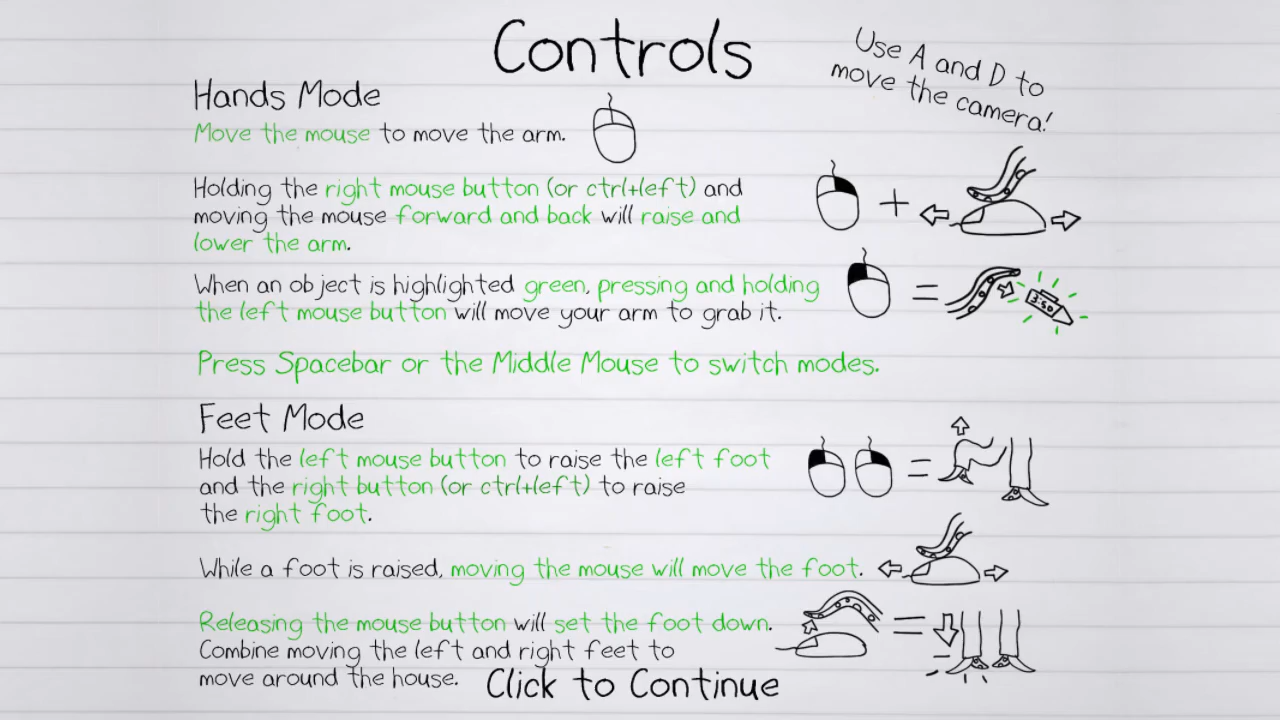 Controls
Use A and D to
move the camera!
Hands Mode
Move the mouse to move the arm.
Holding the right mouse button (or ctrl+left) and
moving the mouse forward and back will raise and
lower the arm.
When an object is highlighted green, pressing and holding
the left mouse button will move your arm to grab it.
3:50
Press Spacebar or the Middle Mouse to switch modes.
Feet Mode
Hold the left mouse button to raise the left foot
and the right button (or ctrl+left) to raise
the right foot.
While a foot is raised, moving the mouse will move the foot.
Releasing the mouse button will set the foot down.
Combine moving the left and right feet to
move around the house.
Click to Continue